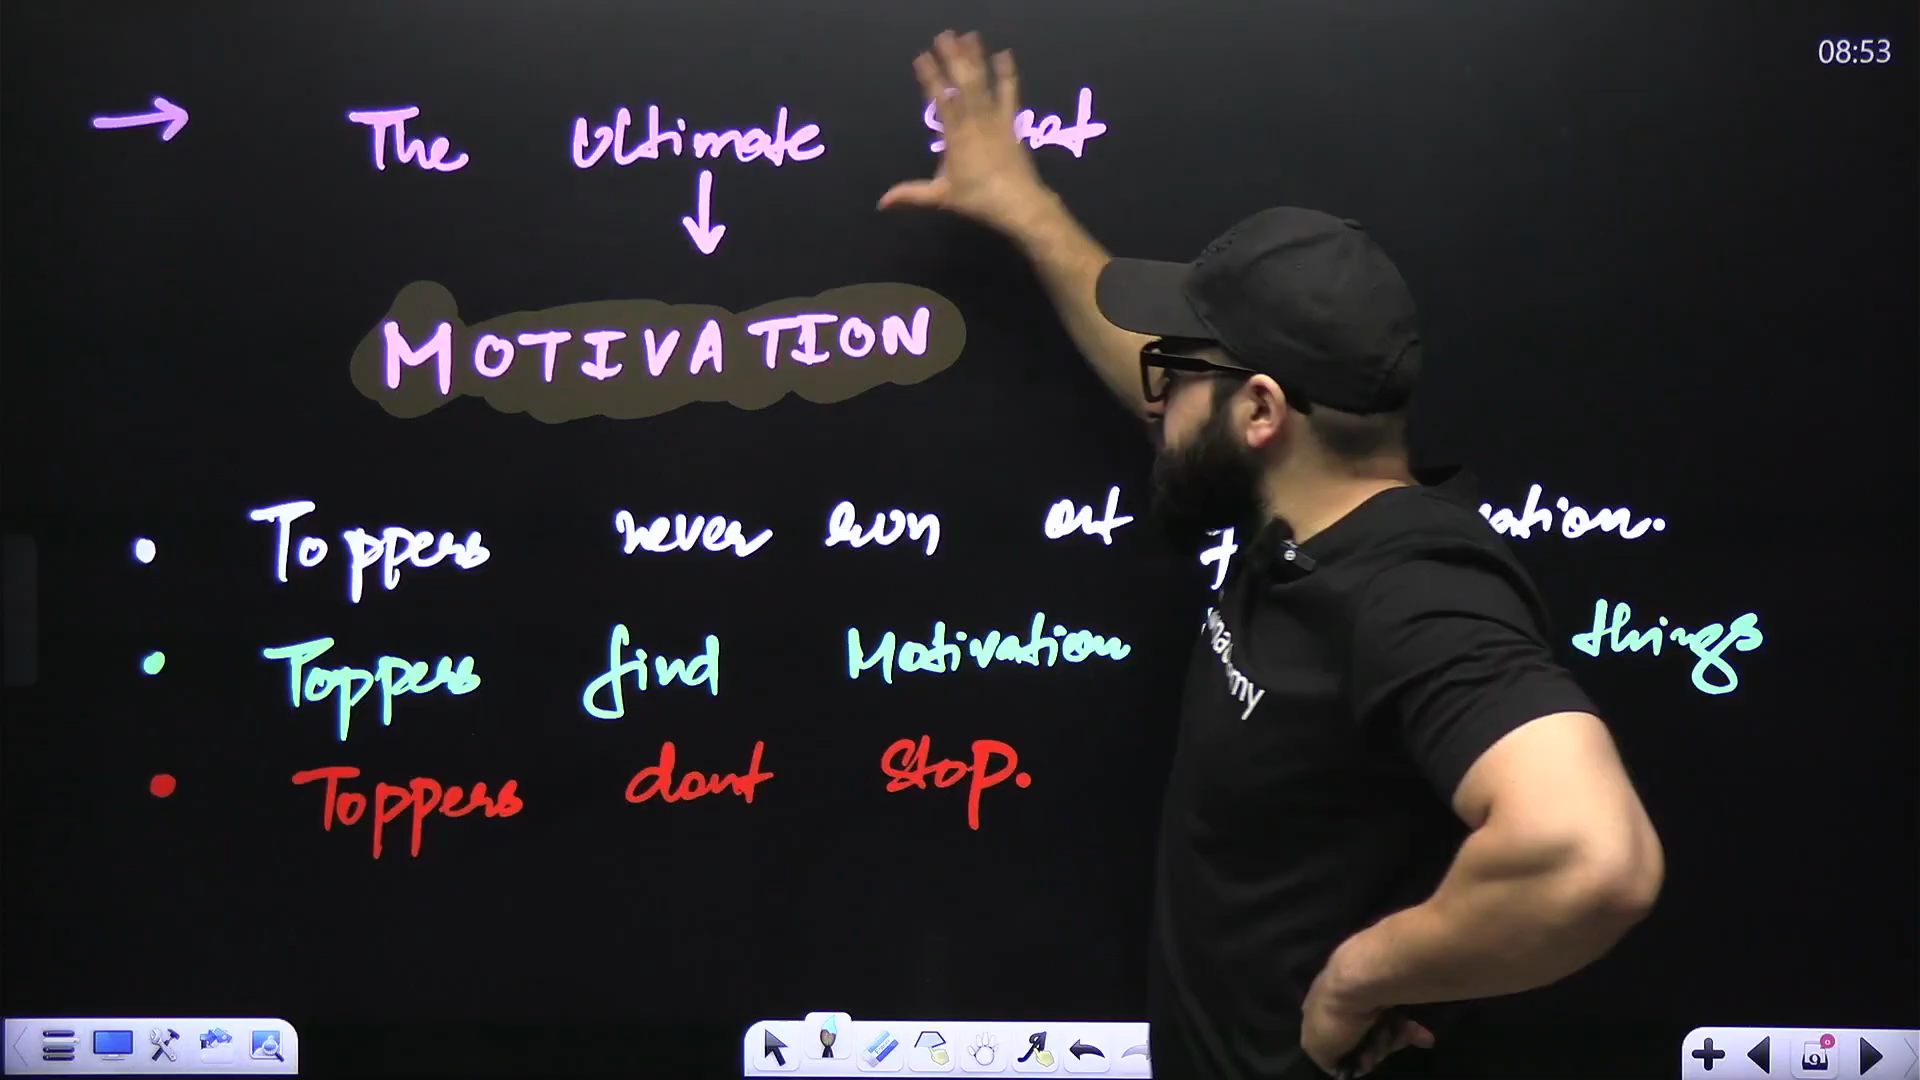 08:53
→ The Ultimate
↓
MOTIVATION
• Toppers never run out
• Toppers find Motivation things
• Toppers dont stop.